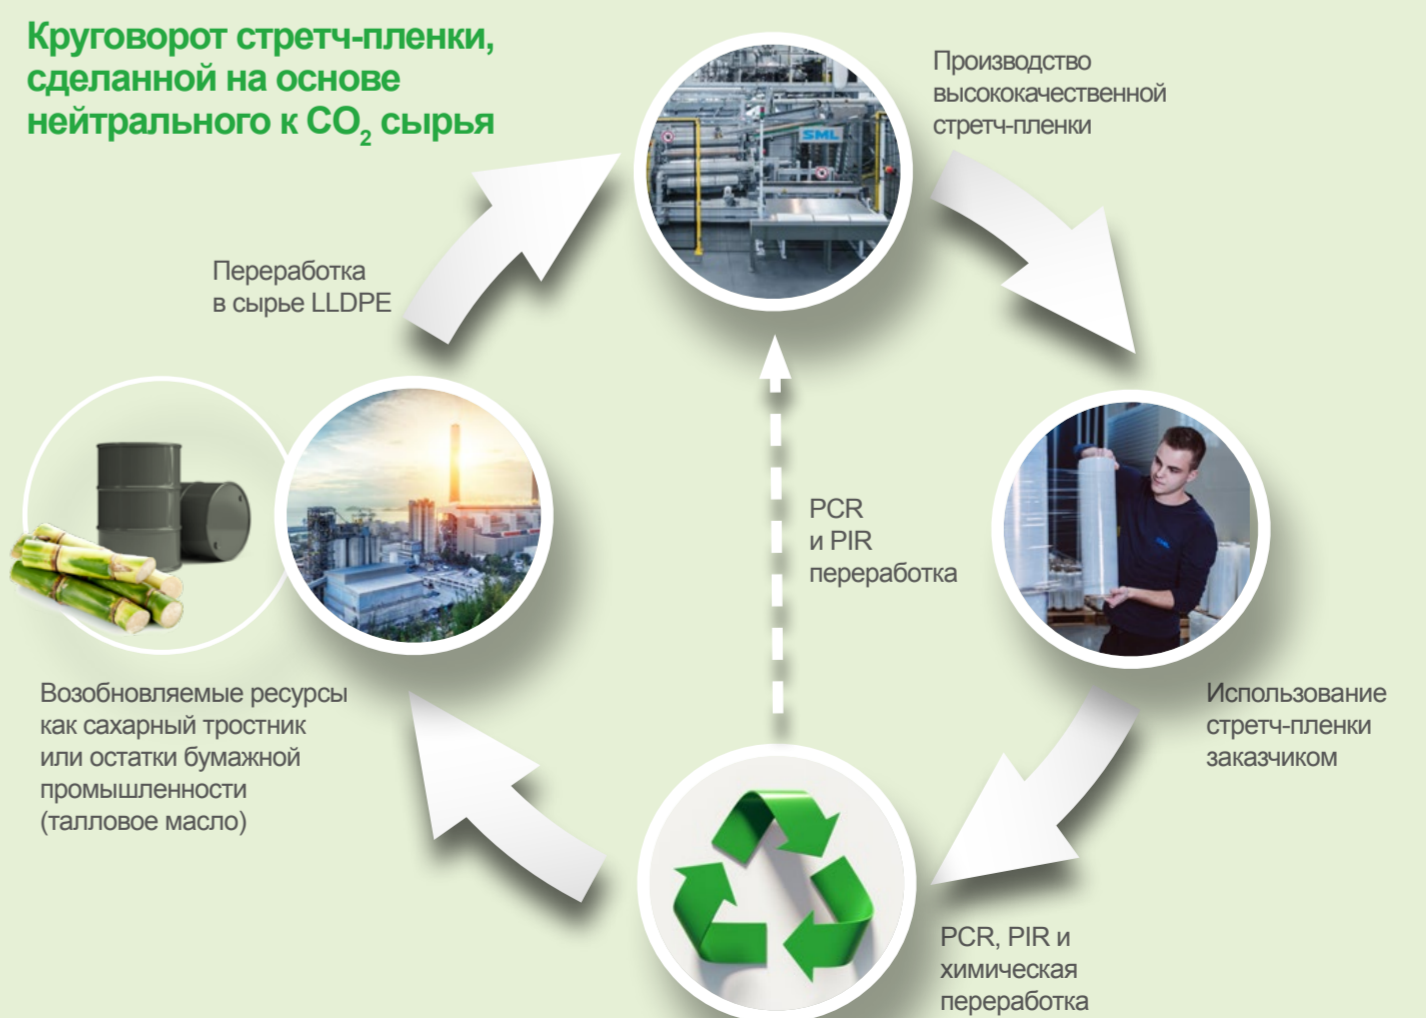 Круговорот стретч-пленки,
сделанной на основе
нейтрального к CO₂ сырья
Производство
высококачественной
стретч-пленки
SML
Переработка
в сырье LLDPE
PCR
и PIR
переработка
Возобновляемые ресурсы
как сахарный тростник
или остатки бумажной
промышленности
(талловое масло)
Использование
стретч-пленки
заказчиком
PCR, PIR и
химическая
переработка